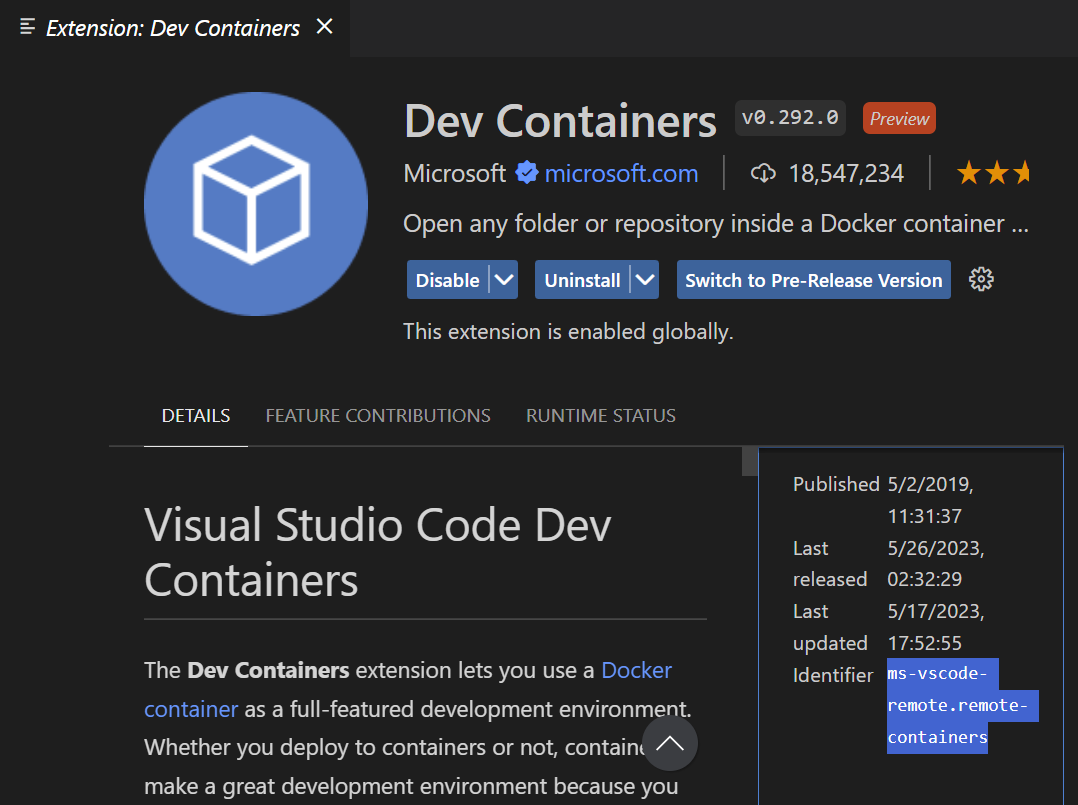 Extension: Dev Containers
Dev Containers v0.292.0 Preview
Microsoft microsoft.com 18,547,234
Open any folder or repository inside a Docker container ...
Disable Uninstall Switch to Pre-Release Version
This extension is enabled globally.
DETAILS FEATURE CONTRIBUTIONS RUNTIME STATUS
Visual Studio Code Dev
Containers
The Dev Containers extension lets you use a Docker
container as a full-featured development environment.
Whether you deploy to containers or not,
make a great development environment because you
Published 5/2/2019,
11:31:37
Last 5/26/2023,
released 02:32:29
Last 5/17/2023,
updated 17:52:55
Identifier ms-vscode-
remote.remote-
containers